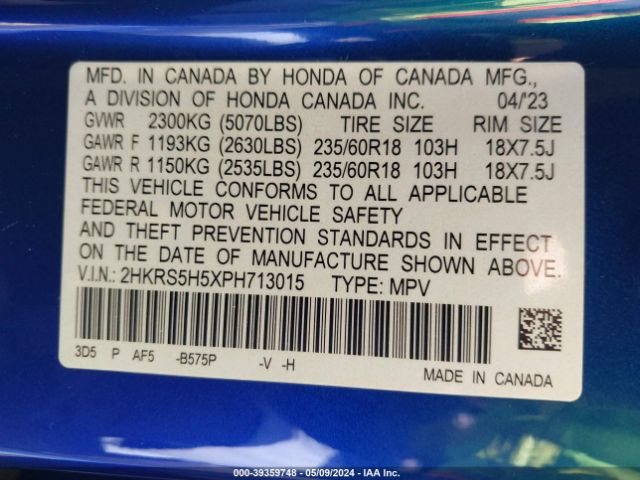 MFD. IN CANADA BY HONDA OF CANADA MFG.,
A DIVISION OF HONDA CANADA INC. 04/'23
GVWR 2300KG (5070LBS) TIRE SIZE RIM SIZE
GAWR F 1193KG (2630LBS) 235/60R18 103H 18X7.5J
GAWR R 1150KG (2535LBS) 235/60R18 103H 18X7.5J
THIS VEHICLE CONFORMS TO ALL APPLICABLE
FEDERAL MOTOR VEHICLE SAFETY
AND THEFT PREVENTION STANDARDS IN EFFECT
ON THE DATE OF MANUFACTURE SHOWN ABOVE.
V.I.N.: 2HKRS5H5XPH713015 TYPE: MPV
3D5 P AF5 -B575P -V -H
MADE IN CANADA
000-39359748 - 05/09/2024 - IAA Inc.